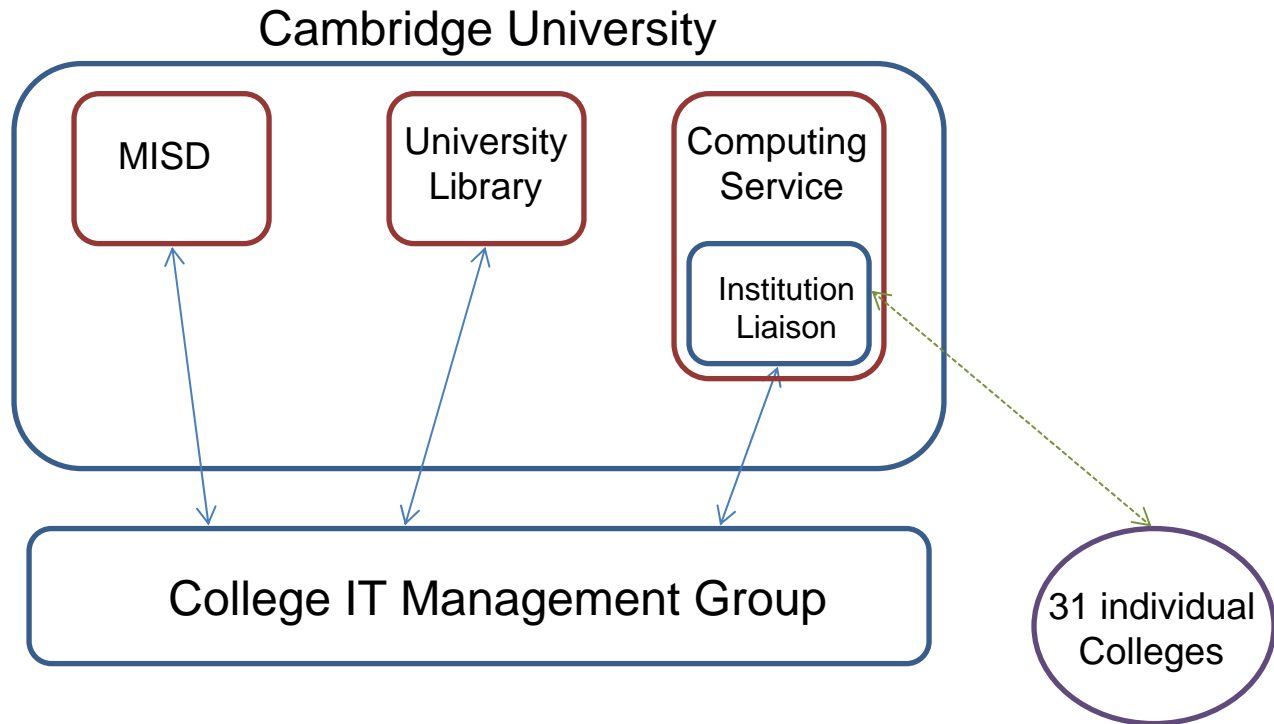 Cambridge University
MISD
University
Library
Computing
Service
Institution
Liaison
College IT Management Group
31 individual
Colleges